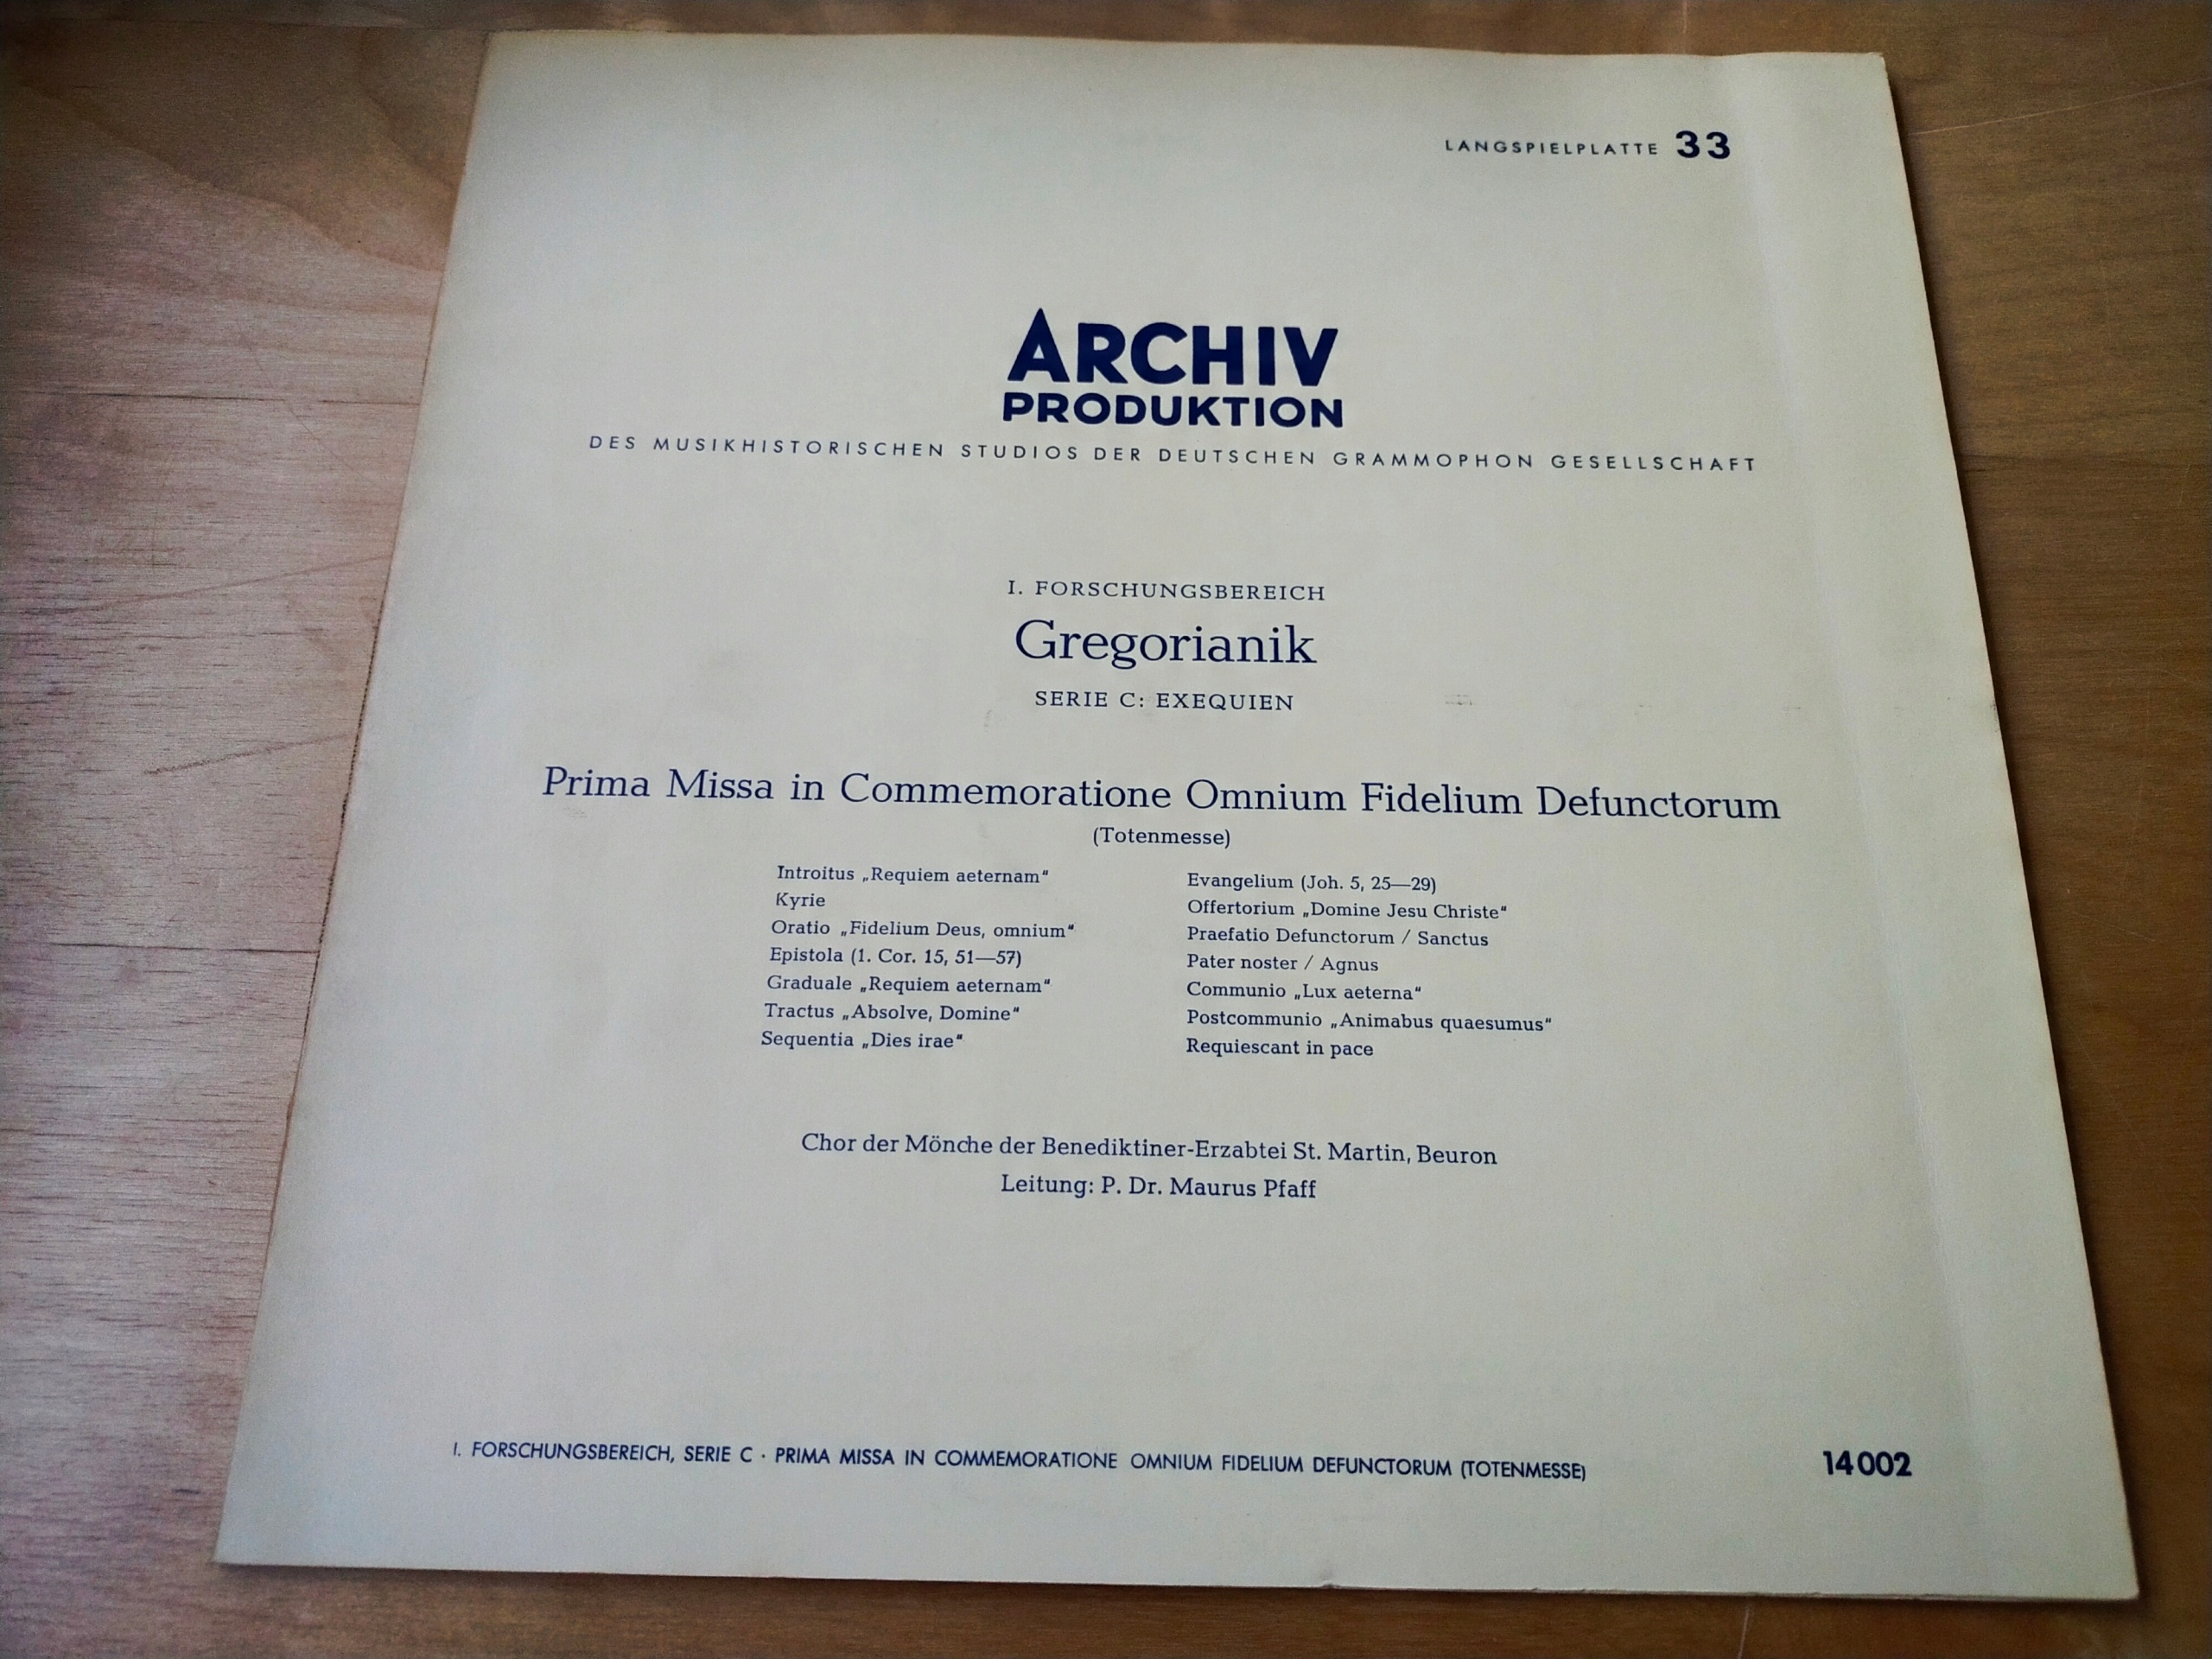 LANGSPIELPLATTE 33
ARCHIV
PRODUKTION
DES MUSIKHISTORISCHEN STUDIOS DER DEUTSCHEN GRAMMOPHON GESELLSCHAFT
I. FORSCHUNGSBEREICH
Gregorianik
SERIE C: EXEQUIEN
Prima Missa in Commemoratione Omnium Fidelium Defunctorum
(Totenmesse)
Introitus „Requiem aeternam“
Kyrie
Oratio „Fidelium Deus, omnium“
Epistola (1. Cor. 15, 51—57)
Graduale „Requiem aeternam“
Tractus „Absolve, Domine“
Sequentia „Dies irae“
Evangelium (Joh. 5, 25—29)
Offertorium „Domine Jesu Christe“
Praefatio Defunctorum / Sanctus
Pater noster / Agnus
Communio „Lux aeterna“
Postcommunio „Animabus quaesumus“
Requiescant in pace
Chor der Mönche der Benediktiner-Erzabtei St. Martin, Beuron
Leitung: P. Dr. Maurus Pfaff
I. FORSCHUNGSBEREICH, SERIE C · PRIMA MISSA IN COMMEMORATIONE OMNIUM FIDELIUM DEFUNCTORUM (TOTENMESSE)
14002